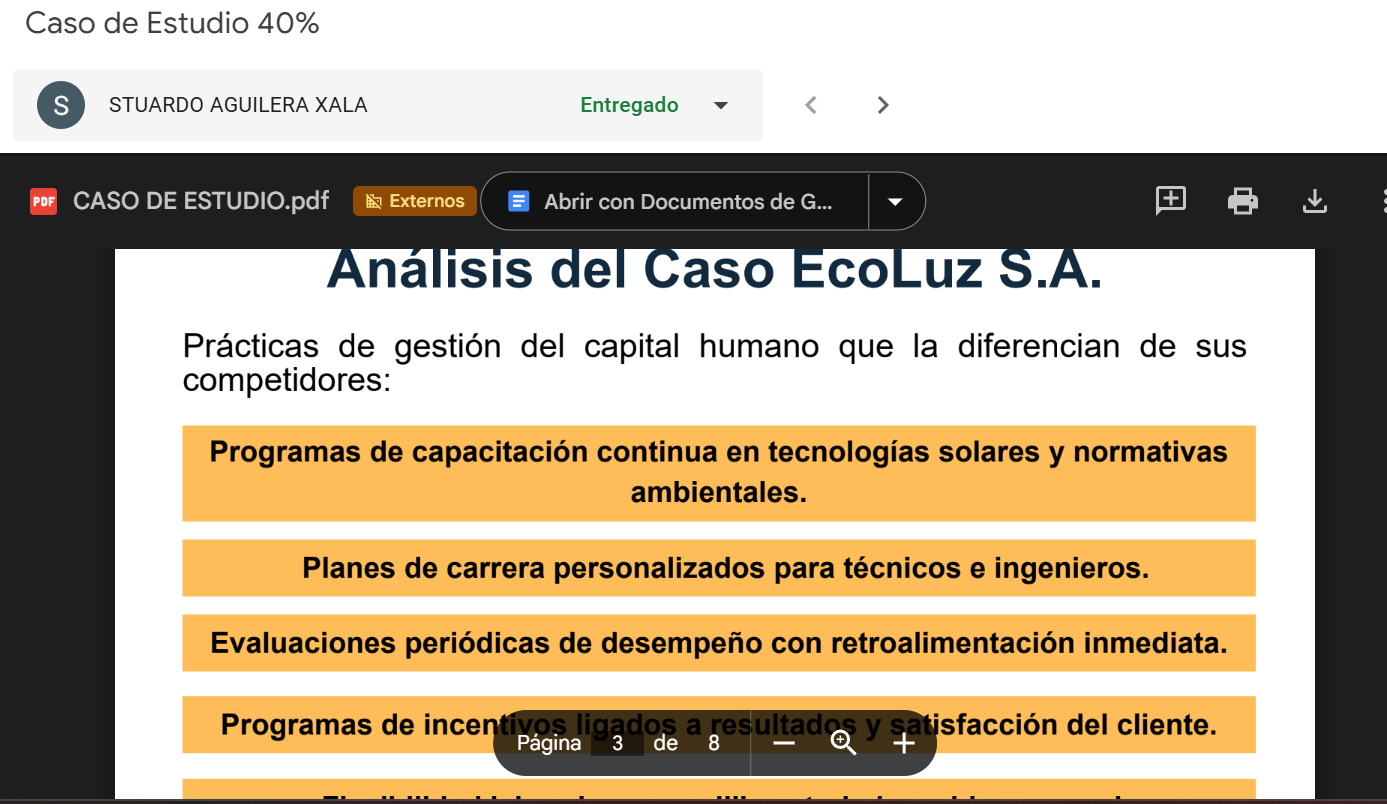 Caso de Estudio 40%
S
STUARDO AGUILERA XALA
Entregado
PDF
CASO DE ESTUDIO.pdf
Externos
Abrir con Documentos de G...
Análisis del Caso EcoLuz S.A.
Prácticas de gestión del capital humano que la diferencian de sus
competidores:
Programas de capacitación continua en tecnologías solares y normativas
ambientales.
Planes de carrera personalizados para técnicos e ingenieros.
Evaluaciones periódicas de desempeño con retroalimentación inmediata.
Programas de incentivos ligados a resultados y satisfacción del cliente.
Página 3 de 8